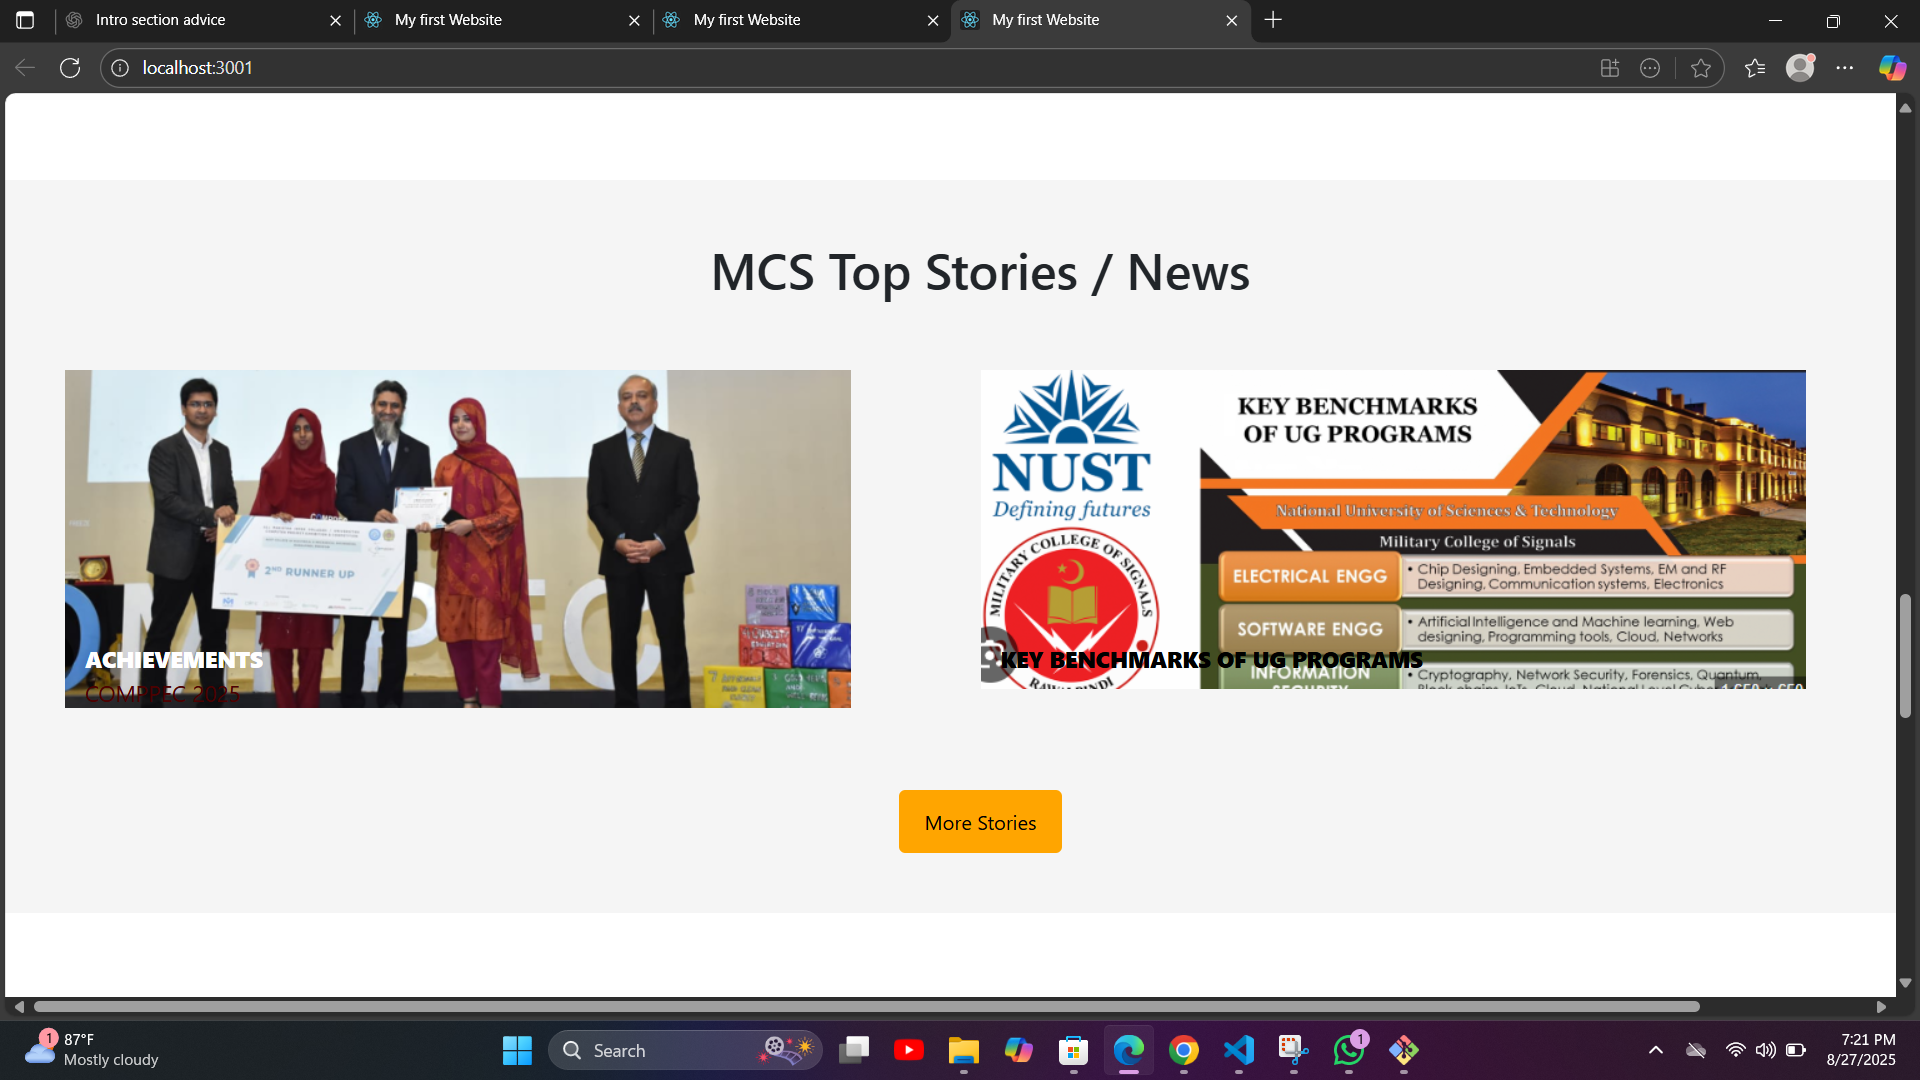 Intro section advice
My first Website
My first Website
My first Website
localhost:3001
MCS Top Stories / News
2ND RUNNER UP
ACHIEVEMENTS
COMPPEC 2025
NUST
Defining futures
MILITARY COLLEGE OF SIGNALS
RAWALPINDI
KEY BENCHMARKS
OF UG PROGRAMS
National University of Sciences & Technology
Military College of Signals
ELECTRICAL ENGG
• Chip Designing, Embedded Systems, EM and RF
Designing, Communication systems, Electronics
SOFTWARE ENGG
• Artificial Intelligence and Machine learning, Web
designing, Programming tools, Cloud, Networks
KEY BENCHMARKS OF UG PROGRAMS
INFORMATION
SECURITY
• Cryptography, Network Security, Forensics, Quantum,
More Stories
1
87°F
Mostly cloudy
Search
1
7:21 PM
8/27/2025